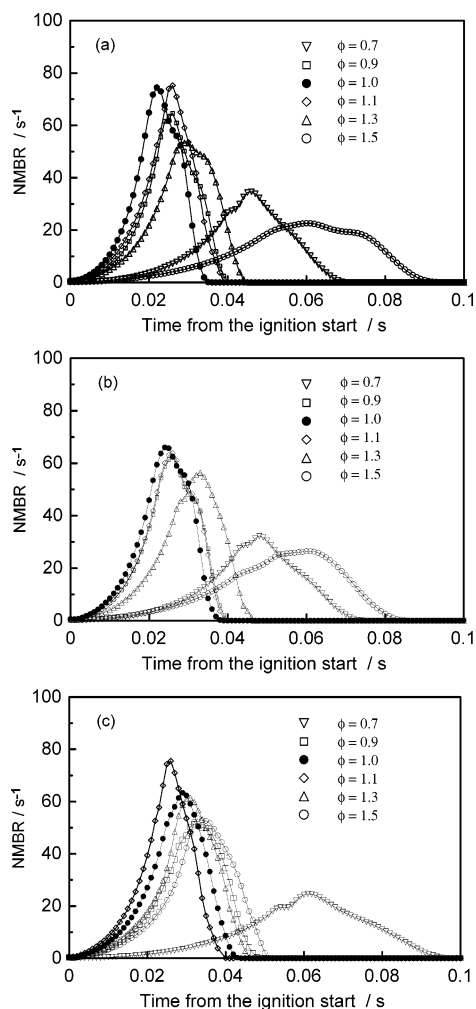 (a)
ϕ = 0.7
ϕ = 0.9
ϕ = 1.0
ϕ = 1.1
ϕ = 1.3
ϕ = 1.5
100
80
60
40
20
0
NMBR / s⁻¹
0 0.02 0.04 0.06 0.08 0.1
Time from the ignition start / s
(b)
ϕ = 0.7
ϕ = 0.9
ϕ = 1.0
ϕ = 1.1
ϕ = 1.3
ϕ = 1.5
100
80
60
40
20
0
NMBR / s⁻¹
0 0.02 0.04 0.06 0.08 0.1
Time from the ignition start / s
(c)
ϕ = 0.7
ϕ = 0.9
ϕ = 1.0
ϕ = 1.1
ϕ = 1.3
ϕ = 1.5
100
80
60
40
20
0
NMBR / s⁻¹
0 0.02 0.04 0.06 0.08 0.1
Time from the ignition start / s